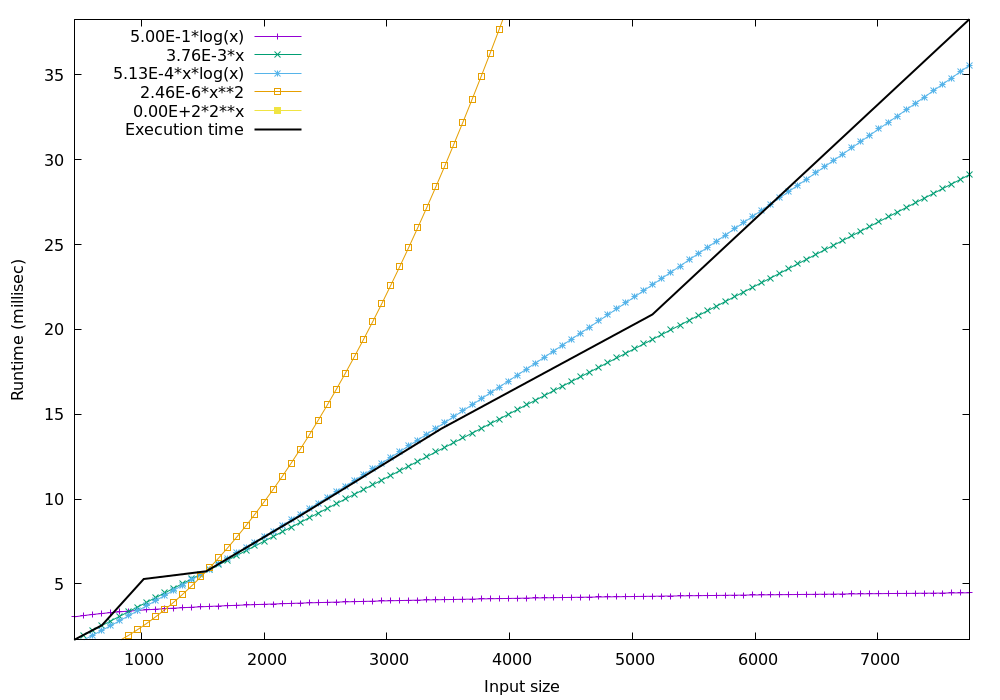 5.00E-1*log(x)
3.76E-3*x
5.13E-4*x*log(x)
2.46E-6*x**2
0.00E+2*2**x
Execution time
35
30
25
20
15
10
5
Runtime (millisec)
1000 2000 3000 4000 5000 6000 7000
Input size